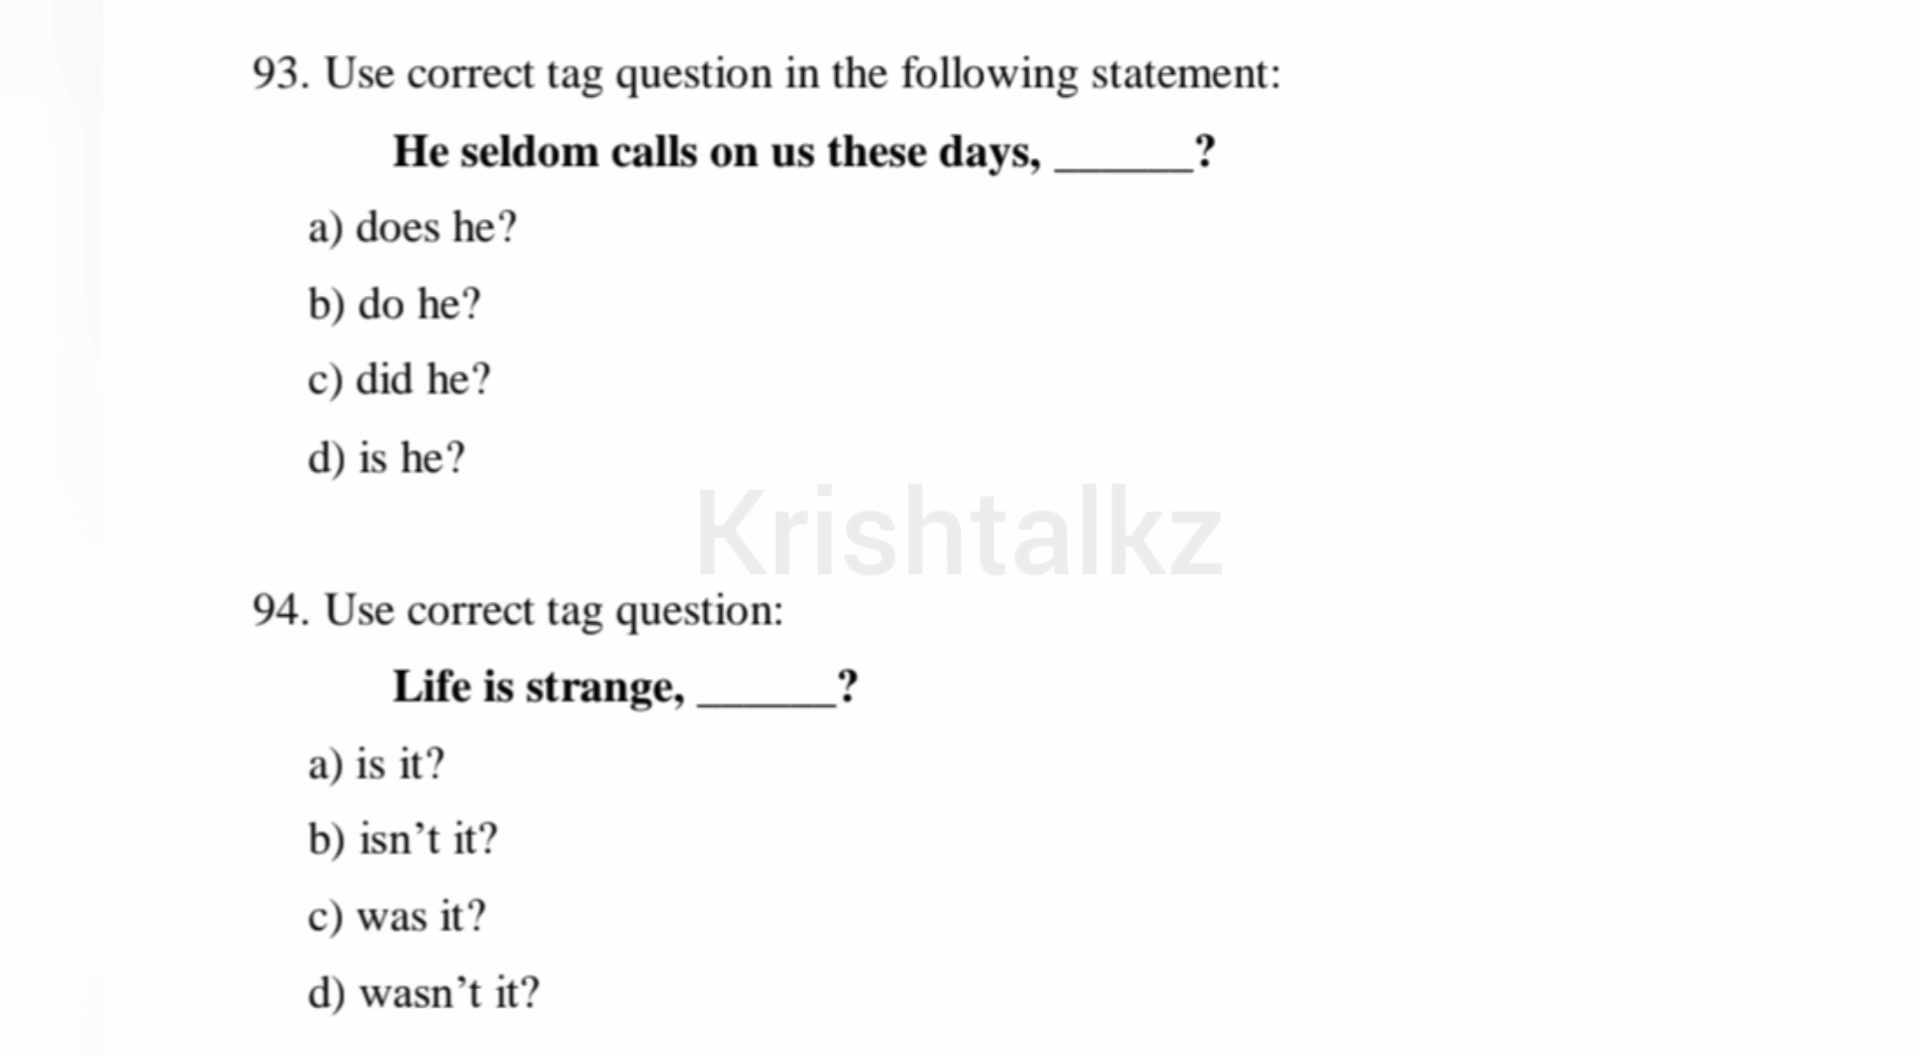 93. Use correct tag question in the following statement:
He seldom calls on us these days, ______?
a) does he?
b) do he?
c) did he?
d) is he?
Krishtalkz
94. Use correct tag question:
Life is strange, ______?
a) is it?
b) isn’t it?
c) was it?
d) wasn’t it?